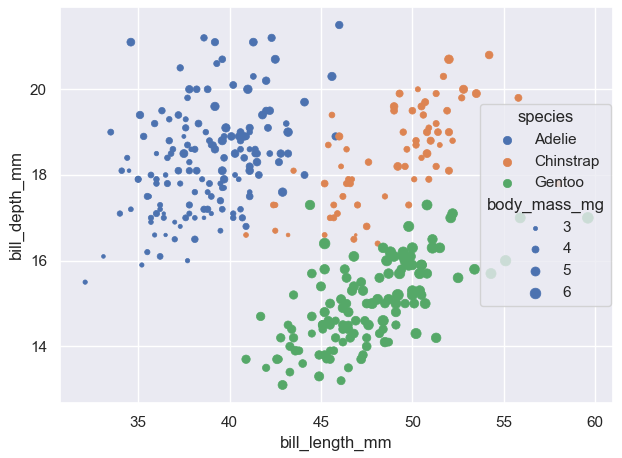 20
18
16
14
bill_depth_mm
35
40
45
50
55
60
bill_length_mm
species
Adelie
Chinstrap
Gentoo
body_mass_mg
3
4
5
6